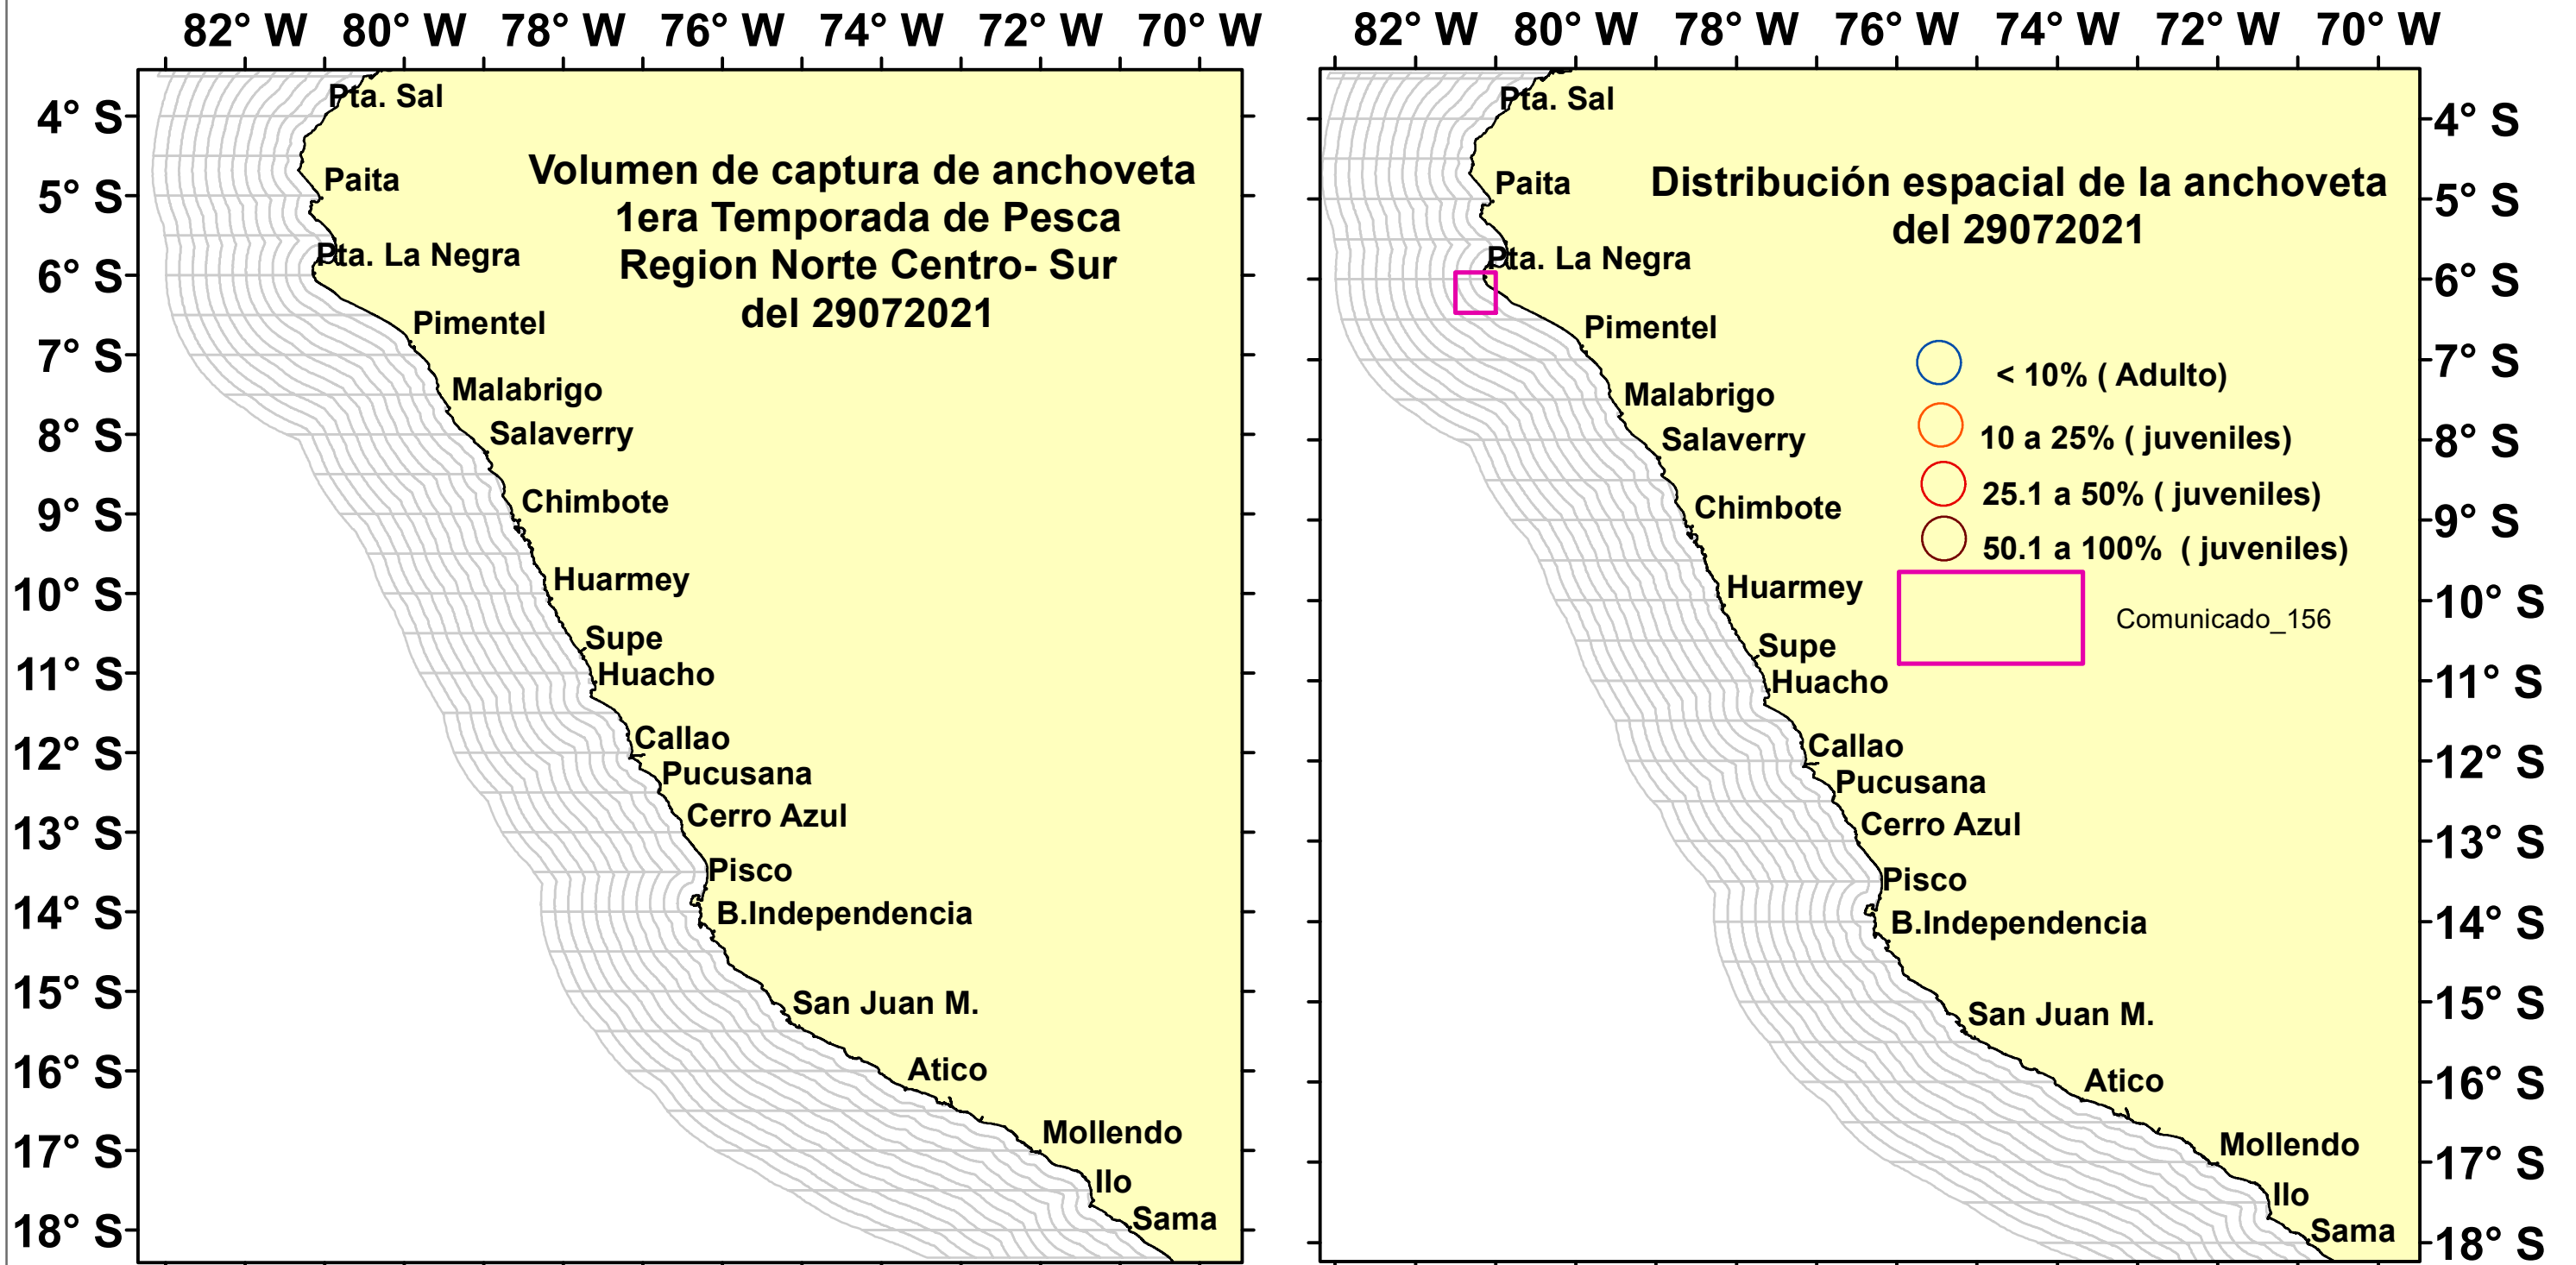 82° W 80° W 78° W 76° W 74° W 72° W 70° W
4° S
5° S
6° S
7° S
8° S
9° S
10° S
11° S
12° S
13° S
14° S
15° S
16° S
17° S
18° S
Volumen de captura de anchoveta
1era Temporada de Pesca
Region Norte Centro- Sur
del 29072021
Pta. Sal
Paita
Pta. La Negra
Pimentel
Malabrigo
Salaverry
Chimbote
Huarmey
Supe
Huacho
Callao
Pucusana
Cerro Azul
Pisco
B.Independencia
San Juan M.
Atico
Mollendo
Ilo
Sama
82° W 80° W 78° W 76° W 74° W 72° W 70° W
Distribución espacial de la anchoveta
del 29072021
< 10% ( Adulto)
10 a 25% ( juveniles)
25.1 a 50% ( juveniles)
50.1 a 100% ( juveniles)
Comunicado_156
Pta. Sal
Paita
Pta. La Negra
Pimentel
Malabrigo
Salaverry
Chimbote
Huarmey
Supe
Huacho
Callao
Pucusana
Cerro Azul
Pisco
B.Independencia
San Juan M.
Atico
Mollendo
Ilo
Sama
4° S
5° S
6° S
7° S
8° S
9° S
10° S
11° S
12° S
13° S
14° S
15° S
16° S
17° S
18° S